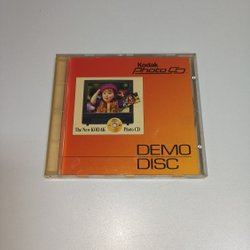 Kodak
Photo CD
The New KODAK Photo CD
DEMO
DISC